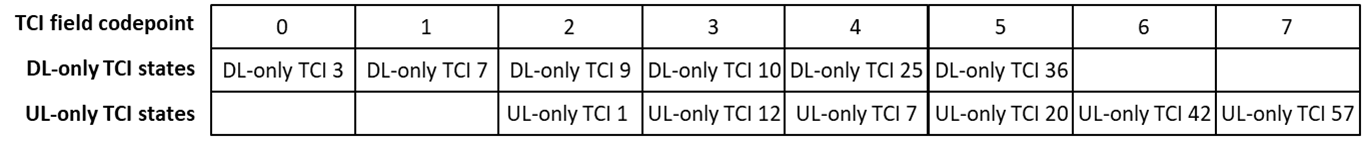 TCI field codepoint 0 1 2 3 4 5 6 7
DL-only TCI states DL-only TCI 3 DL-only TCI 7 DL-only TCI 9 DL-only TCI 10 DL-only TCI 25 DL-only TCI 36
UL-only TCI states UL-only TCI 1 UL-only TCI 12 UL-only TCI 7 UL-only TCI 20 UL-only TCI 42 UL-only TCI 57